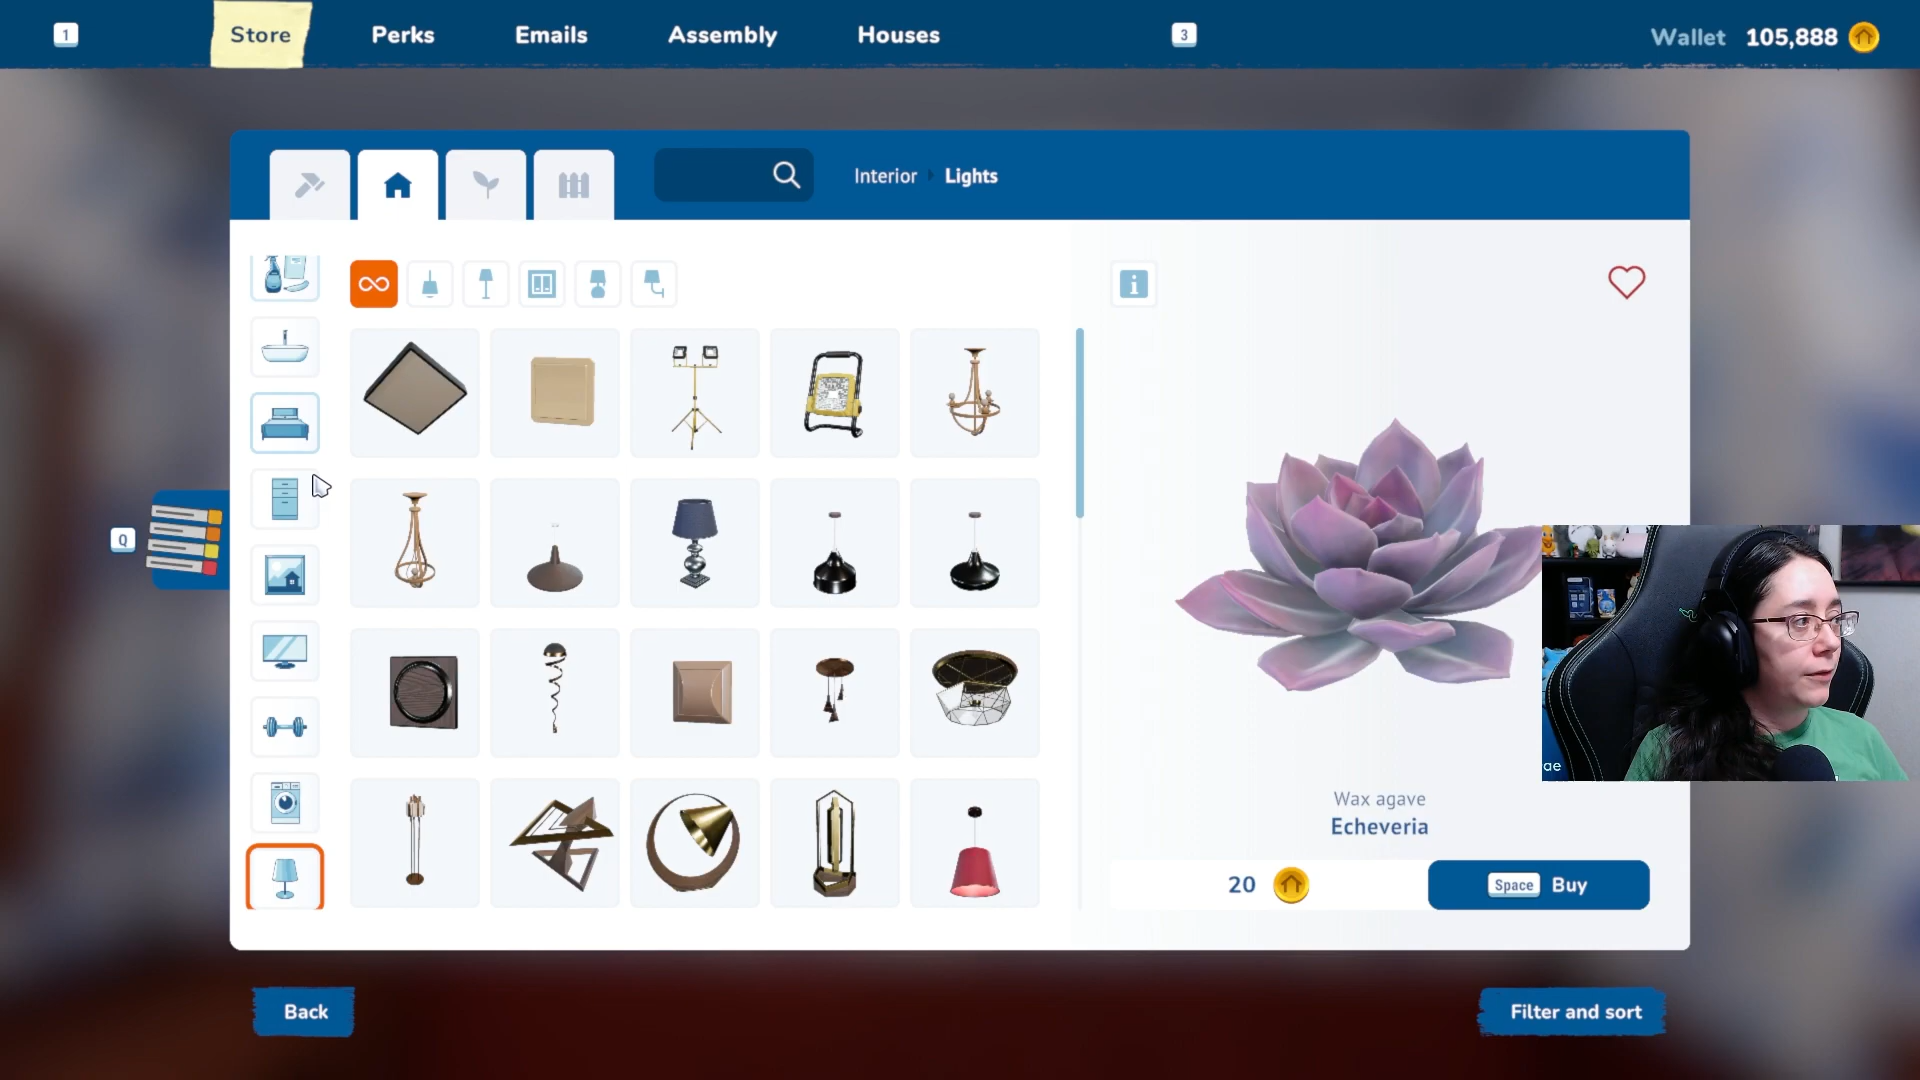 1
Store
Perks
Emails
Assembly
Houses
3
Wallet 105,888
Interior Lights
i
Q
Wax agave
Echeveria
20
Space Buy
ae
Back
Filter and sort